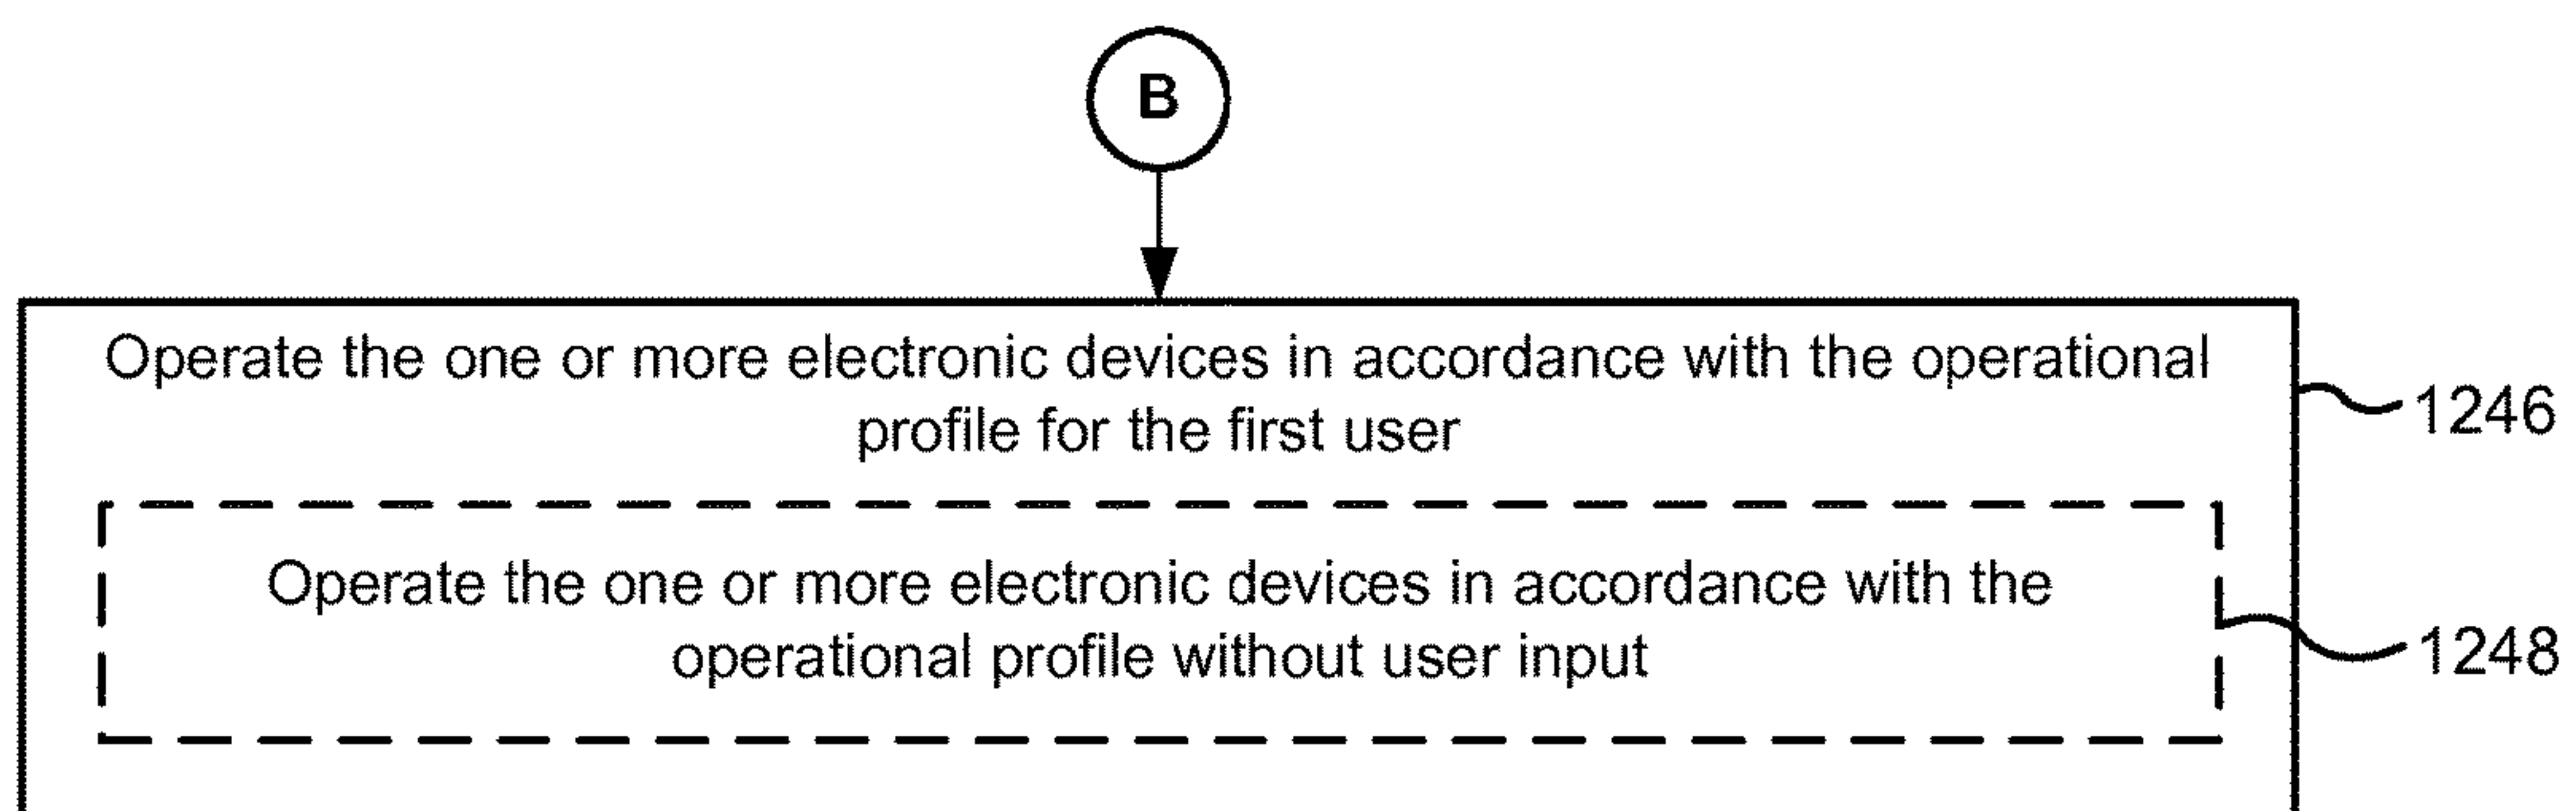 B
Operate the one or more electronic devices in accordance with the operational
profile for the first user
1246
Operate the one or more electronic devices in accordance with the
operational profile without user input
1248